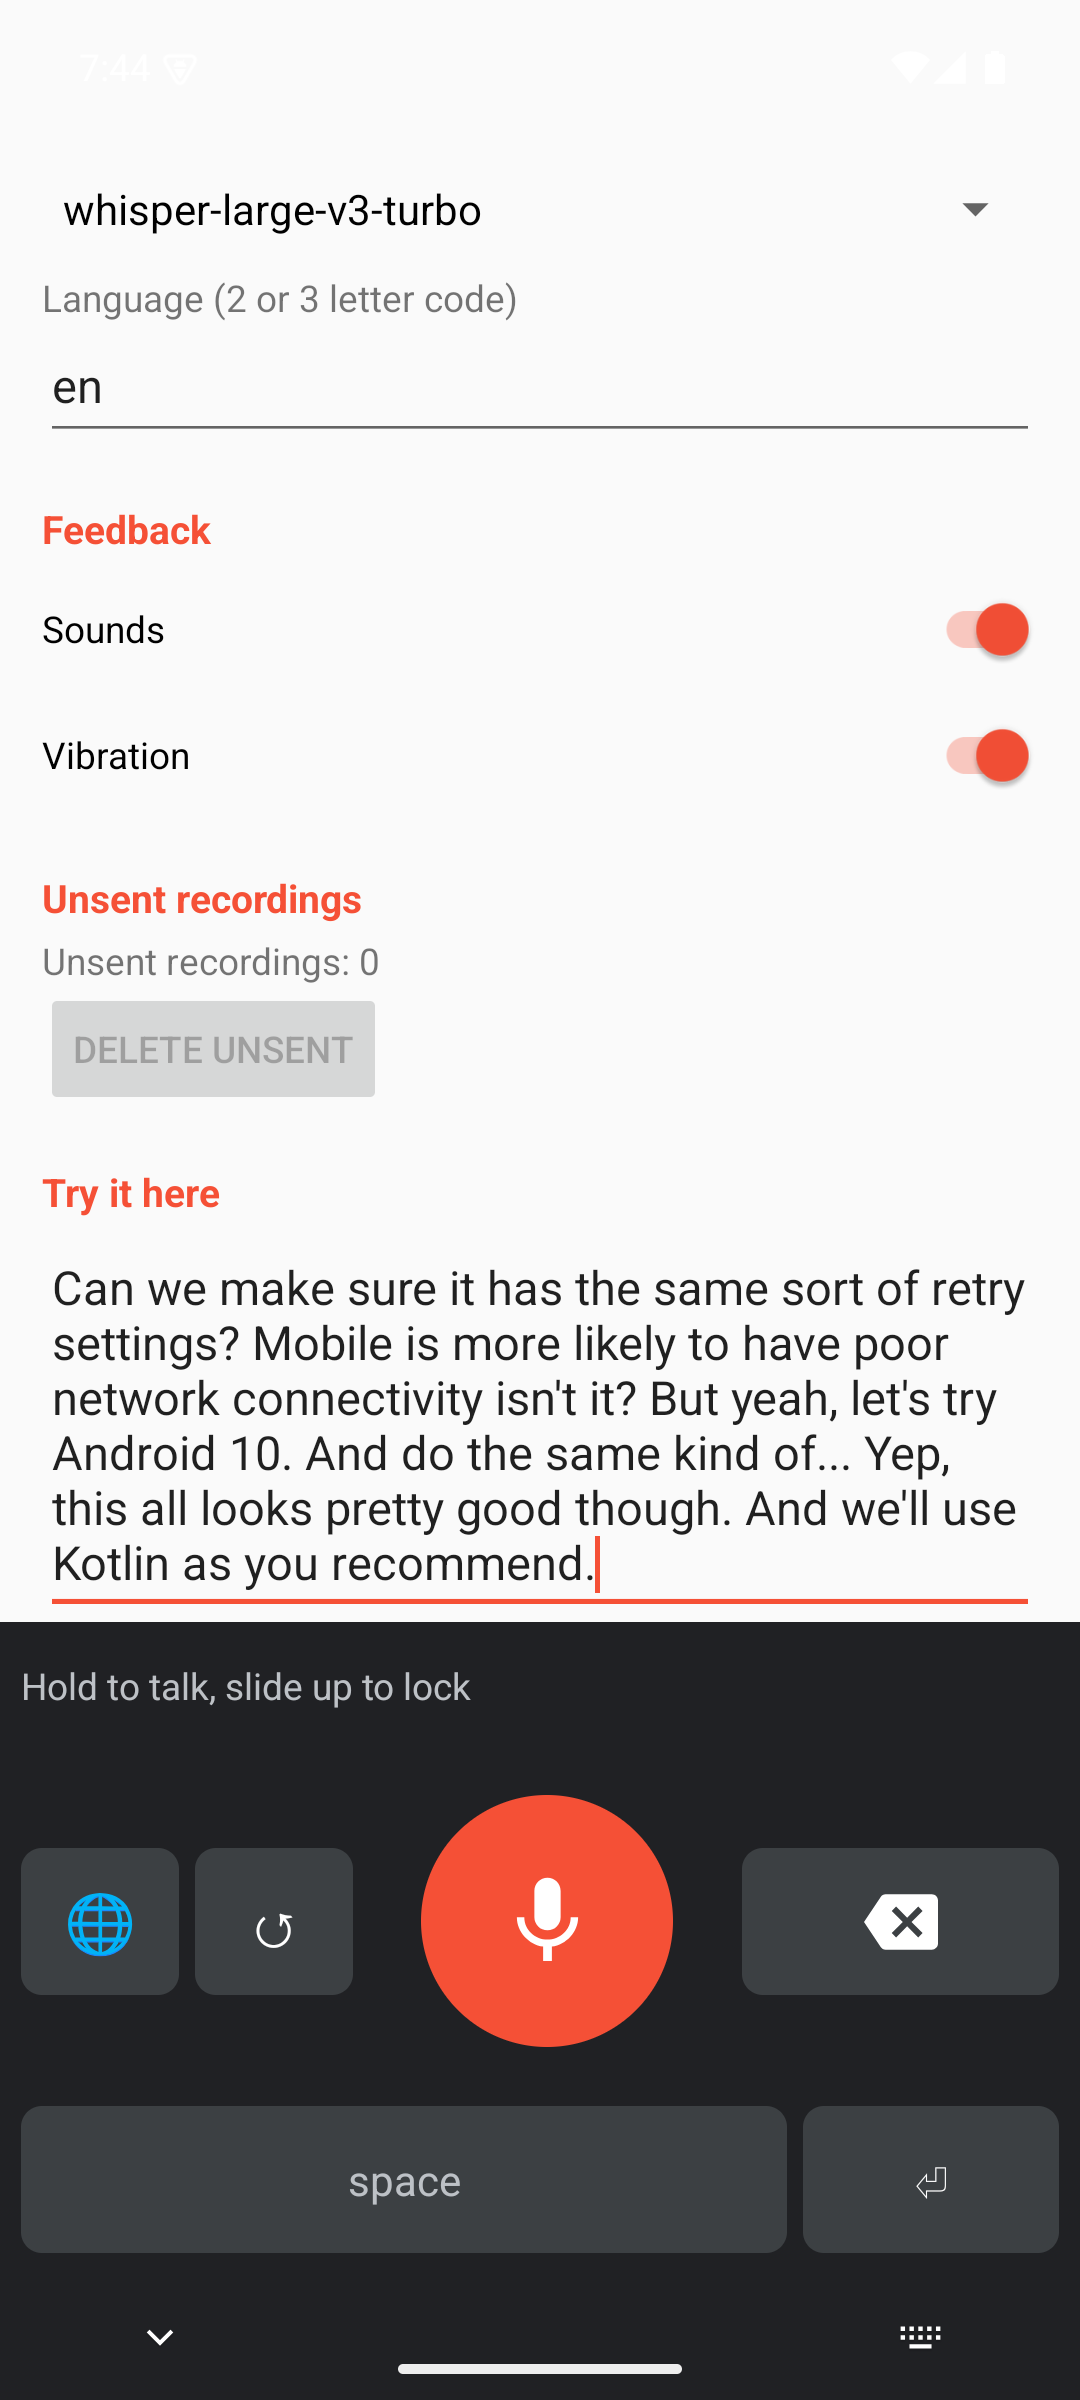 7:44
whisper-large-v3-turbo
Language (2 or 3 letter code)
en
Feedback
Sounds
Vibration
Unsent recordings
Unsent recordings: 0
DELETE UNSENT
Try it here
Can we make sure it has the same sort of retry
settings? Mobile is more likely to have poor
network connectivity isn't it? But yeah, let's try
Android 10. And do the same kind of... Yep,
this all looks pretty good though. And we'll use
Kotlin as you recommend.
Hold to talk, slide up to lock
space